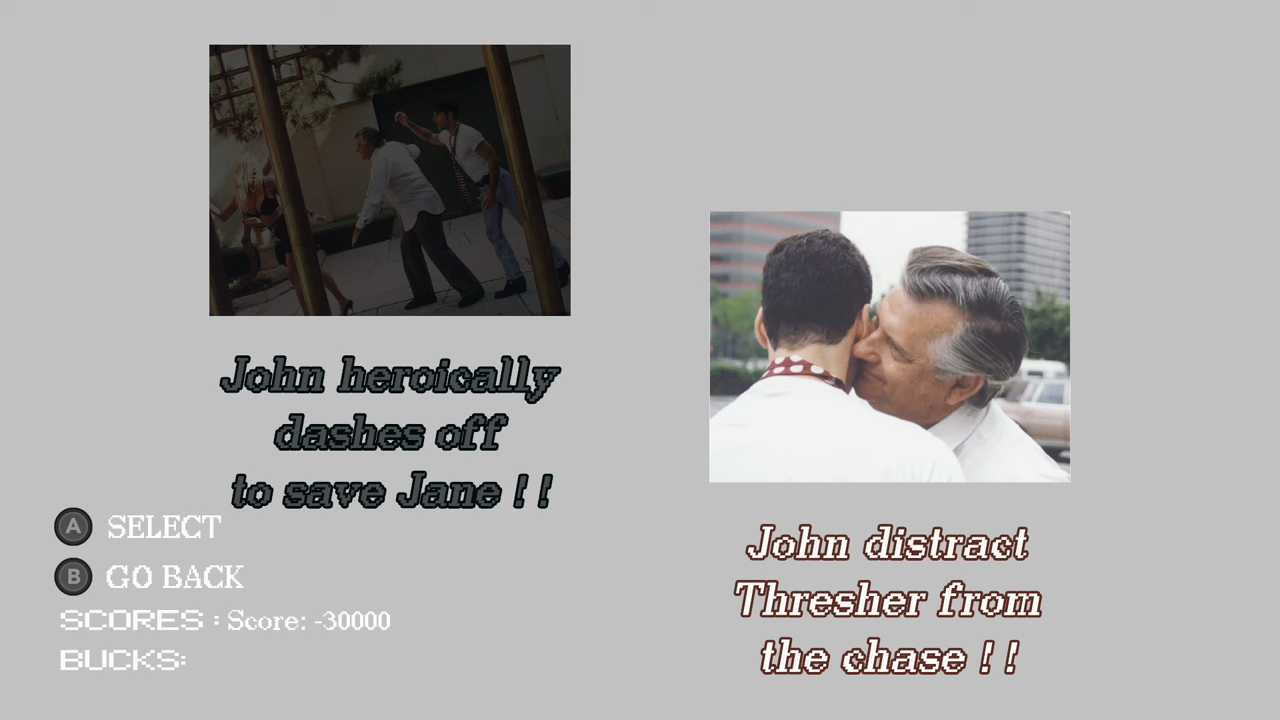 John heroically
dashes off
to save Jane ! !
A SELECT
B GO BACK
SCORES : Score: -30000
BUCKS:
John distract
Thresher from
the chase ! !